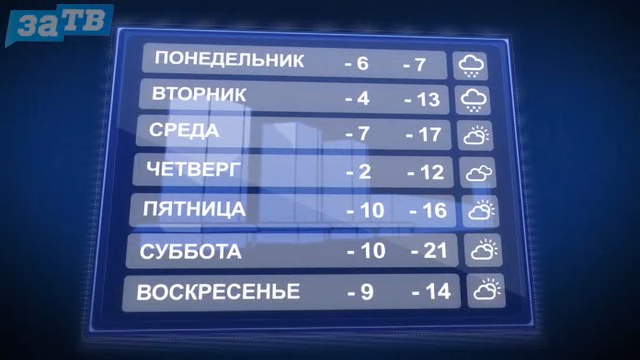 заТВ
ПОНЕДЕЛЬНИК - 6 - 7
ВТОРНИК - 4 - 13
СРЕДА - 7 - 17
ЧЕТВЕРГ - 2 - 12
ПЯТНИЦА - 10 - 16
СУББОТА - 10 - 21
ВОСКРЕСЕНЬЕ - 9 - 14